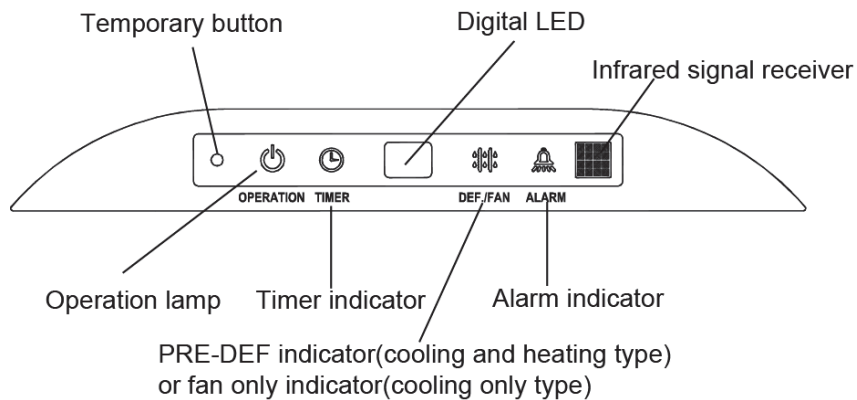 Temporary button
Digital LED
Infrared signal receiver
OPERATION TIMER
DEF./FAN ALARM
Operation lamp
Timer indicator
Alarm indicator
PRE-DEF indicator(cooling and heating type)
or fan only indicator(cooling only type)